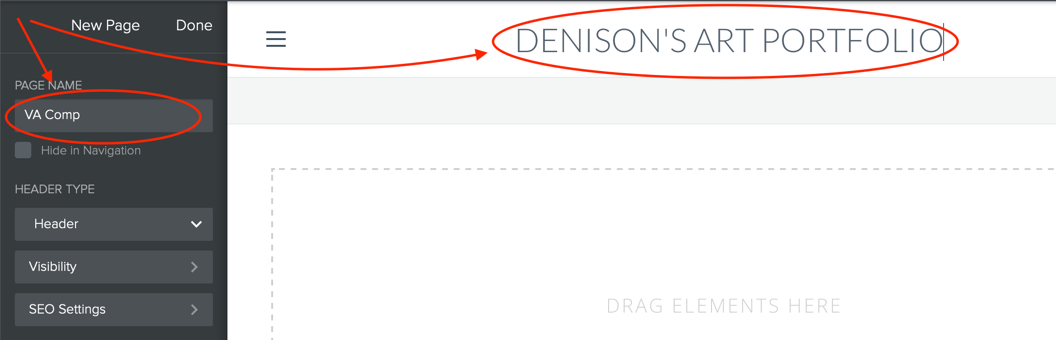 New Page
Done
PAGE NAME
VA Comp
Hide in Navigation
HEADER TYPE
Header
Visibility
SEO Settings
DENISON'S ART PORTFOLIO
DRAG ELEMENTS HERE